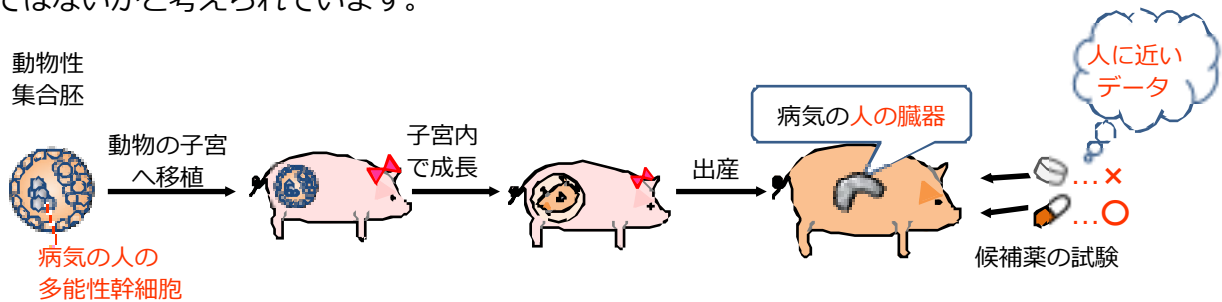 ではないかと考えられています。
動物性
集合胚
動物の子宮
へ移植
子宮内
で成長
出産
病気の人の臓器
人に近い
データ
…×
…〇
候補薬の試験
病気の人の
多能性幹細胞